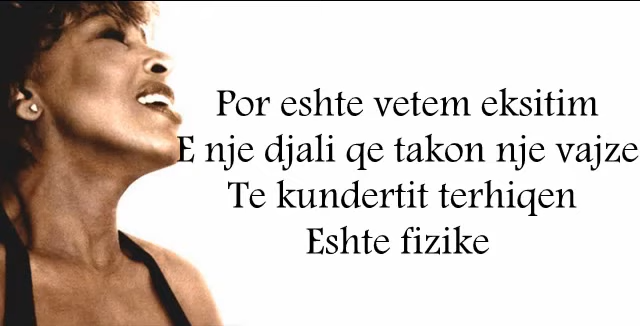 Por eshte vetem eksitim
E nje djali qe takon nje vajze
Te kundertit terhiqen
Eshte fizike